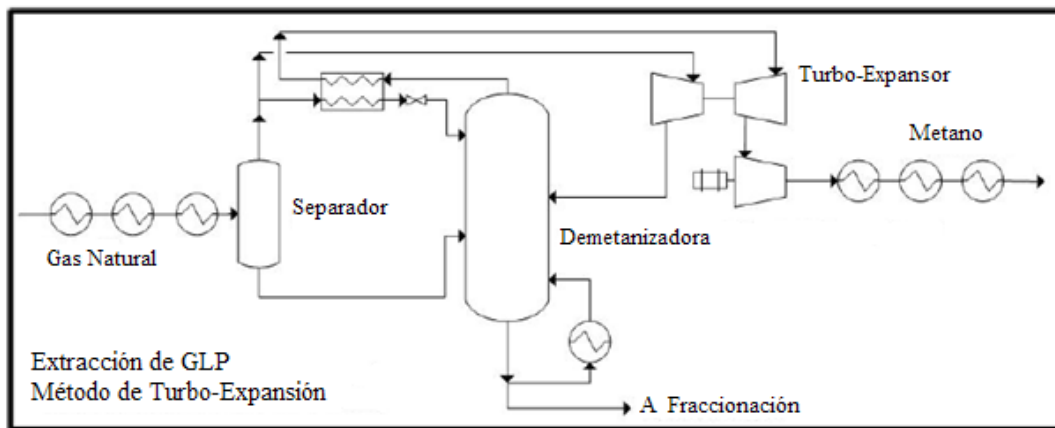 Turbo-Expansor
Metano
Separador
Demetanizadora
Gas Natural
Extracción de GLP
Método de Turbo-Expansión
A Fraccionación